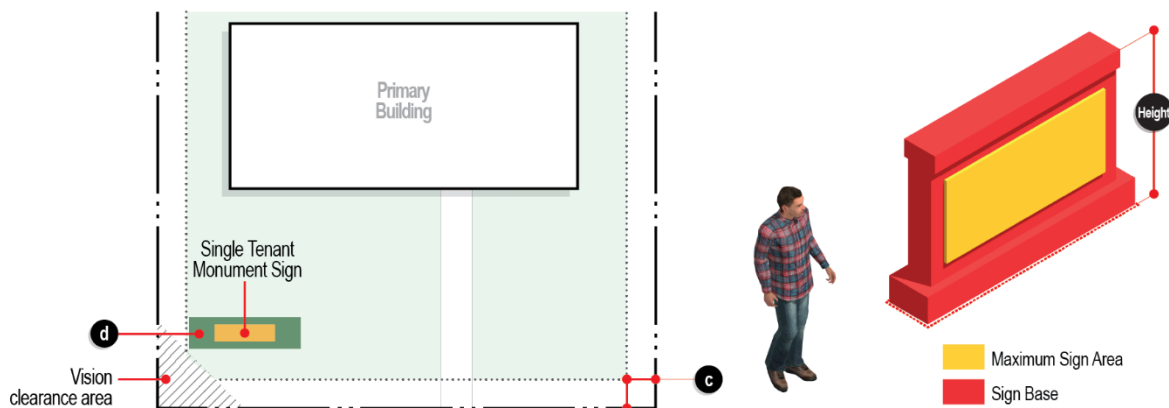 Primary
Building
Single Tenant
Monument Sign
d
Vision
clearance area
c
Height
Maximum Sign Area
Sign Base